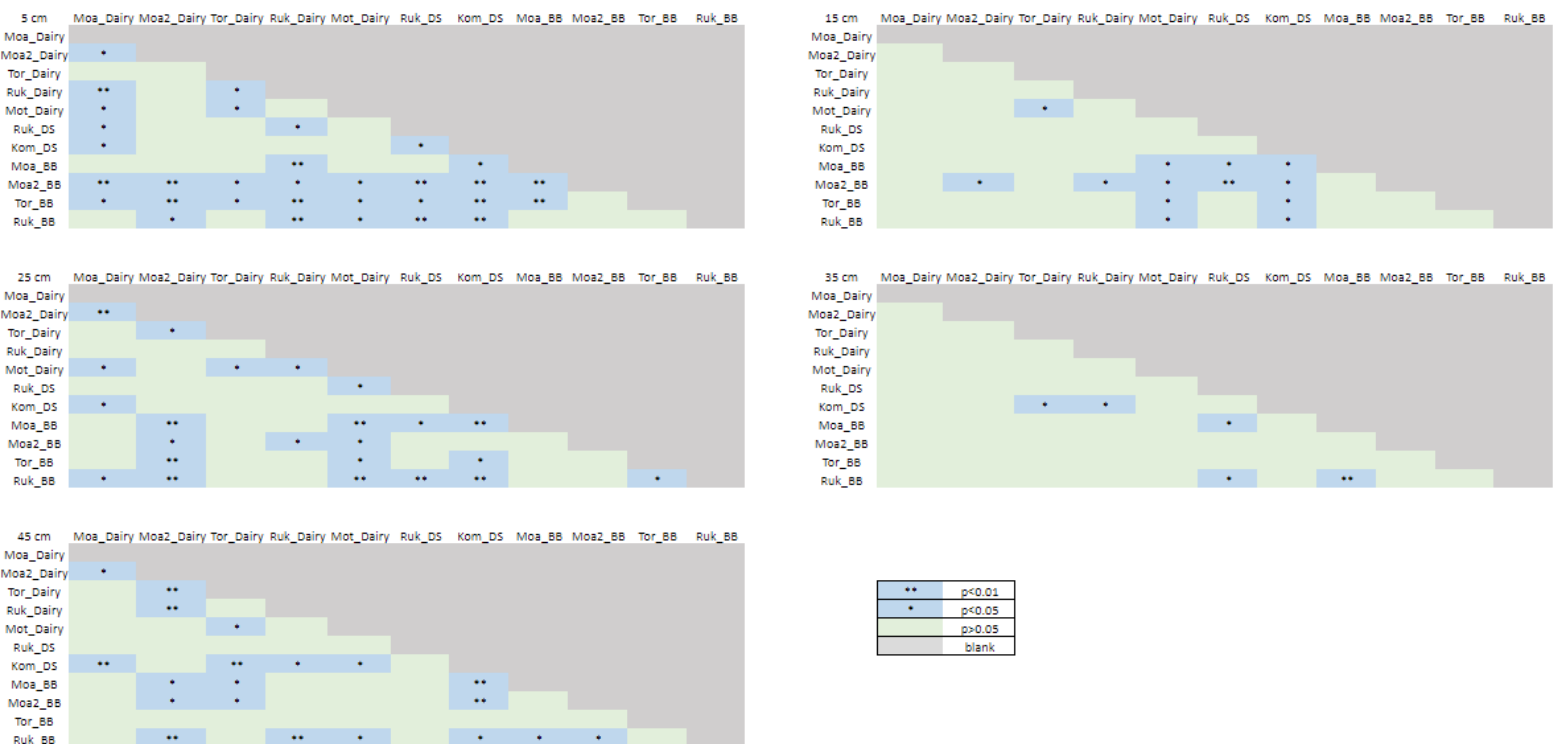 5 cm Moa_Dairy Moa2_Dairy Tor_Dairy Ruk_Dairy Mot_Dairy Ruk_DS Kom_DS Moa_BB Moa2_BB Tor_BB Ruk_BB
Moa_Dairy
Moa2_Dairy *
Tor_Dairy
Ruk_Dairy ** *
Mot_Dairy * *
Ruk_DS * *
Kom_DS * *
Moa_BB ** *
Moa2_BB ** ** * * * ** ** **
Tor_BB * ** * ** * * ** **
Ruk_BB * ** * ** **
15 cm Moa_Dairy Moa2_Dairy Tor_Dairy Ruk_Dairy Mot_Dairy Ruk_DS Kom_DS Moa_BB Moa2_BB Tor_BB Ruk_BB
Moa_Dairy
Moa2_Dairy
Tor_Dairy
Ruk_Dairy
Mot_Dairy *
Ruk_DS
Kom_DS
Moa_BB * * *
Moa2_BB * * * ** *
Tor_BB * *
Ruk_BB * *
25 cm Moa_Dairy Moa2_Dairy Tor_Dairy Ruk_Dairy Mot_Dairy Ruk_DS Kom_DS Moa_BB Moa2_BB Tor_BB Ruk_BB
Moa_Dairy
Moa2_Dairy **
Tor_Dairy *
Ruk_Dairy
Mot_Dairy * * *
Ruk_DS *
Kom_DS *
Moa_BB ** ** * **
Moa2_BB * * *
Tor_BB ** * *
Ruk_BB * ** ** ** ** *
35 cm Moa_Dairy Moa2_Dairy Tor_Dairy Ruk_Dairy Mot_Dairy Ruk_DS Kom_DS Moa_BB Moa2_BB Tor_BB Ruk_BB
Moa_Dairy
Moa2_Dairy
Tor_Dairy
Ruk_Dairy
Mot_Dairy
Ruk_DS
Kom_DS * *
Moa_BB *
Moa2_BB
Tor_BB
Ruk_BB * **
45 cm Moa_Dairy Moa2_Dairy Tor_Dairy Ruk_Dairy Mot_Dairy Ruk_DS Kom_DS Moa_BB Moa2_BB Tor_BB Ruk_BB
Moa_Dairy
Moa2_Dairy *
Tor_Dairy **
Ruk_Dairy **
Mot_Dairy *
Ruk_DS
Kom_DS ** ** * *
Moa_BB * * **
Moa2_BB * * **
Tor_BB
Ruk_BB ** ** * * * *
** p<0.01
* p<0.05
p>0.05
blank